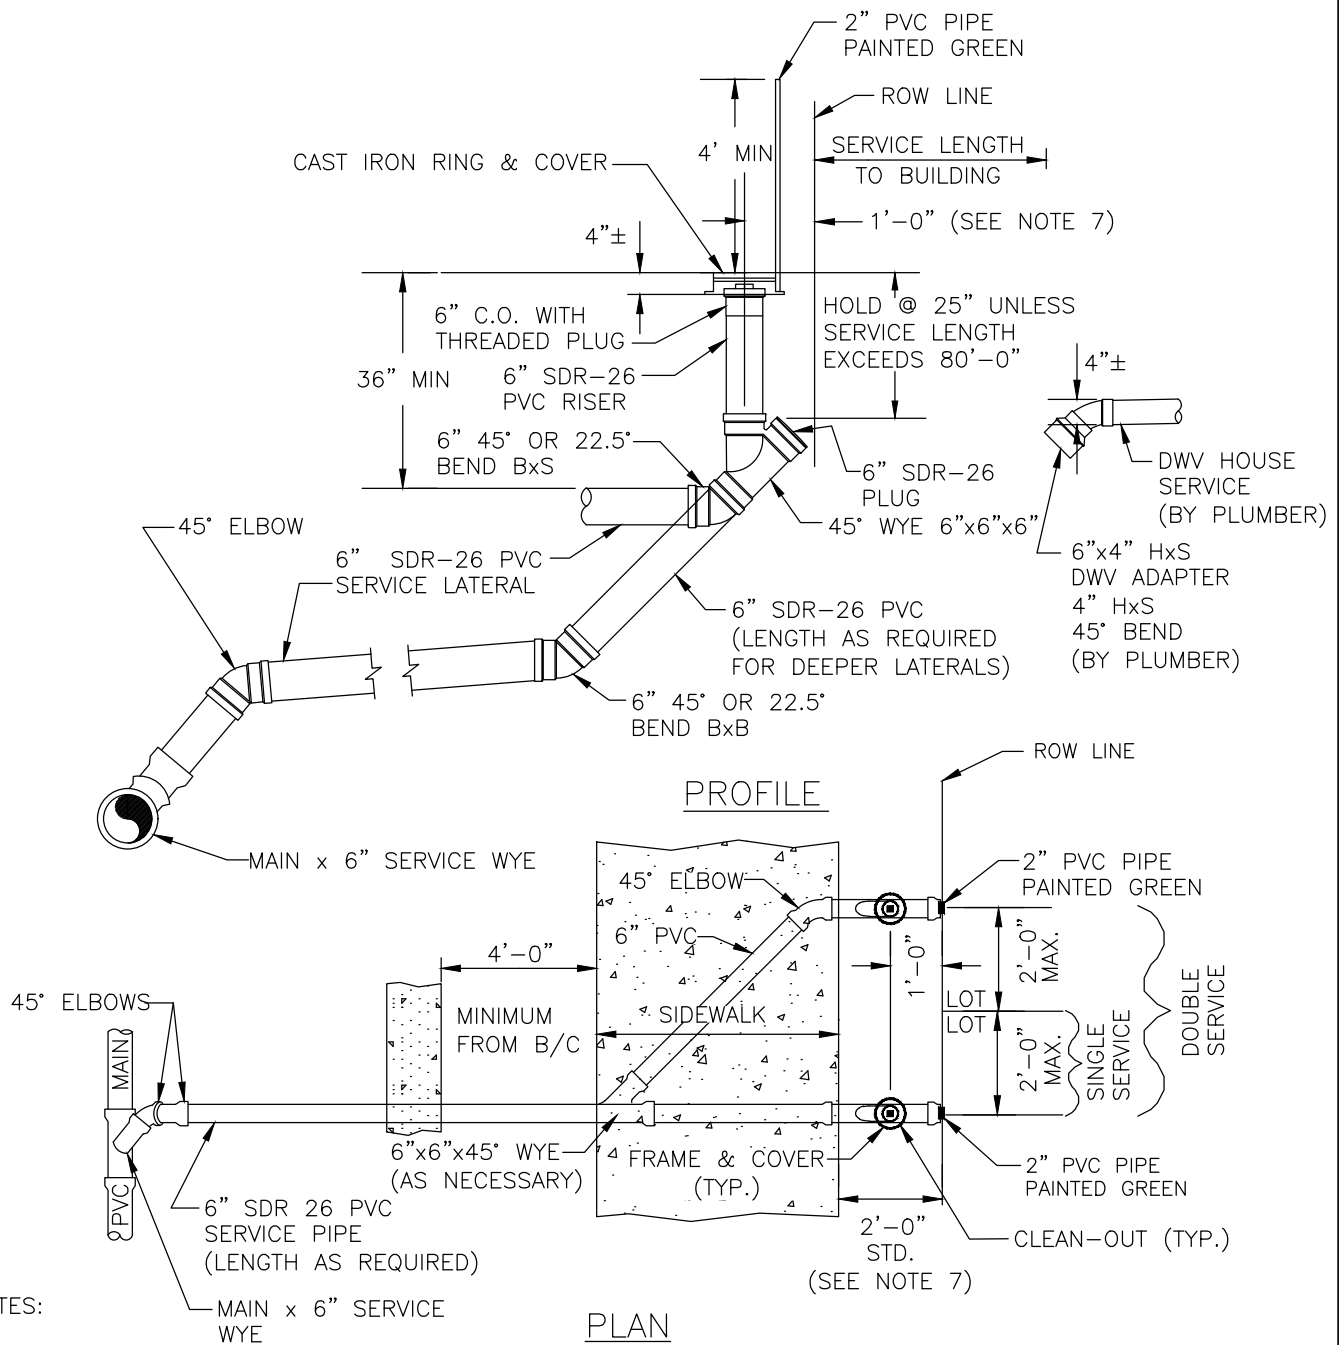 2" PVC PIPE
PAINTED GREEN
ROW LINE
4' MIN
SERVICE LENGTH
TO BUILDING
CAST IRON RING & COVER
1'-0" (SEE NOTE 7)
4"±
6" C.O. WITH
THREADED PLUG
HOLD @ 25" UNLESS
SERVICE LENGTH
EXCEEDS 80'-0"
36" MIN
6" SDR-26
PVC RISER
4"±
6" 45° OR 22.5°
BEND BxS
6" SDR-26
PLUG
DWV HOUSE
SERVICE
(BY PLUMBER)
45° ELBOW
45° WYE 6"x6"x6"
6" SDR-26 PVC
SERVICE LATERAL
6"x4" HxS
DWV ADAPTER
4" HxS
45° BEND
(BY PLUMBER)
6" SDR-26 PVC
(LENGTH AS REQUIRED
FOR DEEPER LATERALS)
6" 45° OR 22.5°
BEND BxB
PROFILE
MAIN x 6" SERVICE WYE
ROW LINE
45° ELBOW
2" PVC PIPE
PAINTED GREEN
6" PVC
4'-0"
1'-0"
2'-0"
MAX.
45° ELBOWS
MINIMUM
FROM B/C
SIDEWALK
LOT
LOT
2'-0"
MAX.
SINGLE
SERVICE
DOUBLE
SERVICE
MAIN
PVC
6"x6"x45° WYE
(AS NECESSARY)
FRAME & COVER
(TYP.)
2" PVC PIPE
PAINTED GREEN
6" SDR 26 PVC
SERVICE PIPE
(LENGTH AS REQUIRED)
2'-0"
STD.
(SEE NOTE 7)
CLEAN-OUT (TYP.)
TES:
MAIN x 6" SERVICE
WYE
PLAN